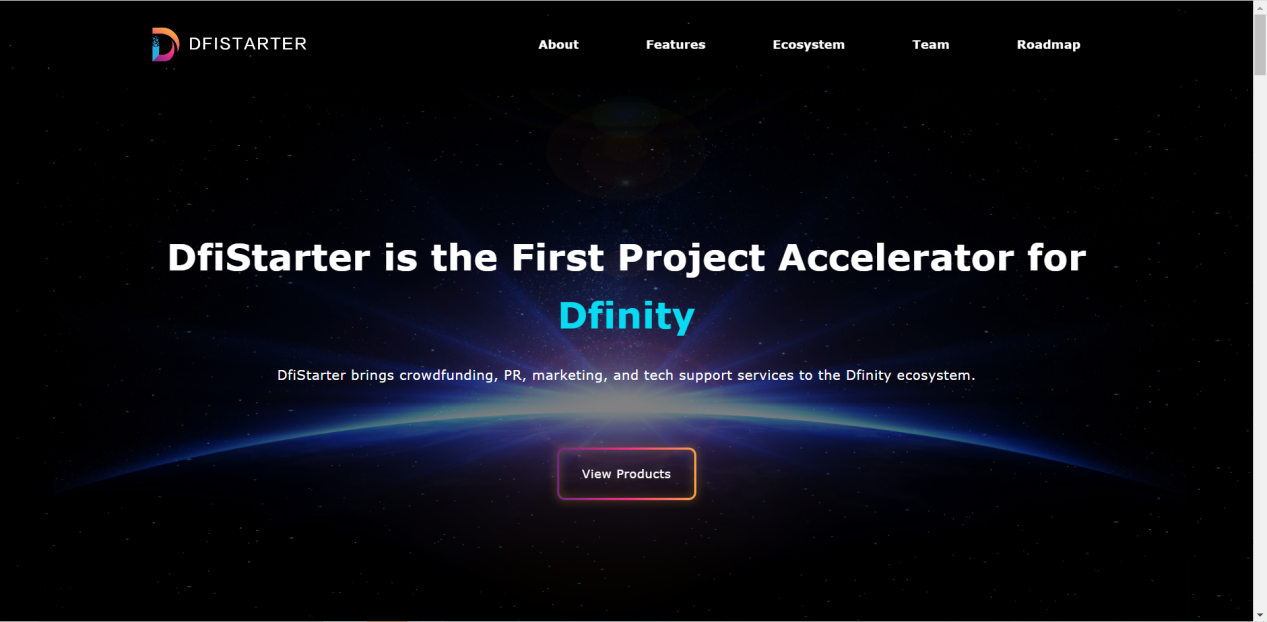 DFISTARTER
About
Features
Ecosystem
Team
Roadmap
DfiStarter is the First Project Accelerator for
Dfinity
DfiStarter brings crowdfunding, PR, marketing, and tech support services to the Dfinity ecosystem.
View Products